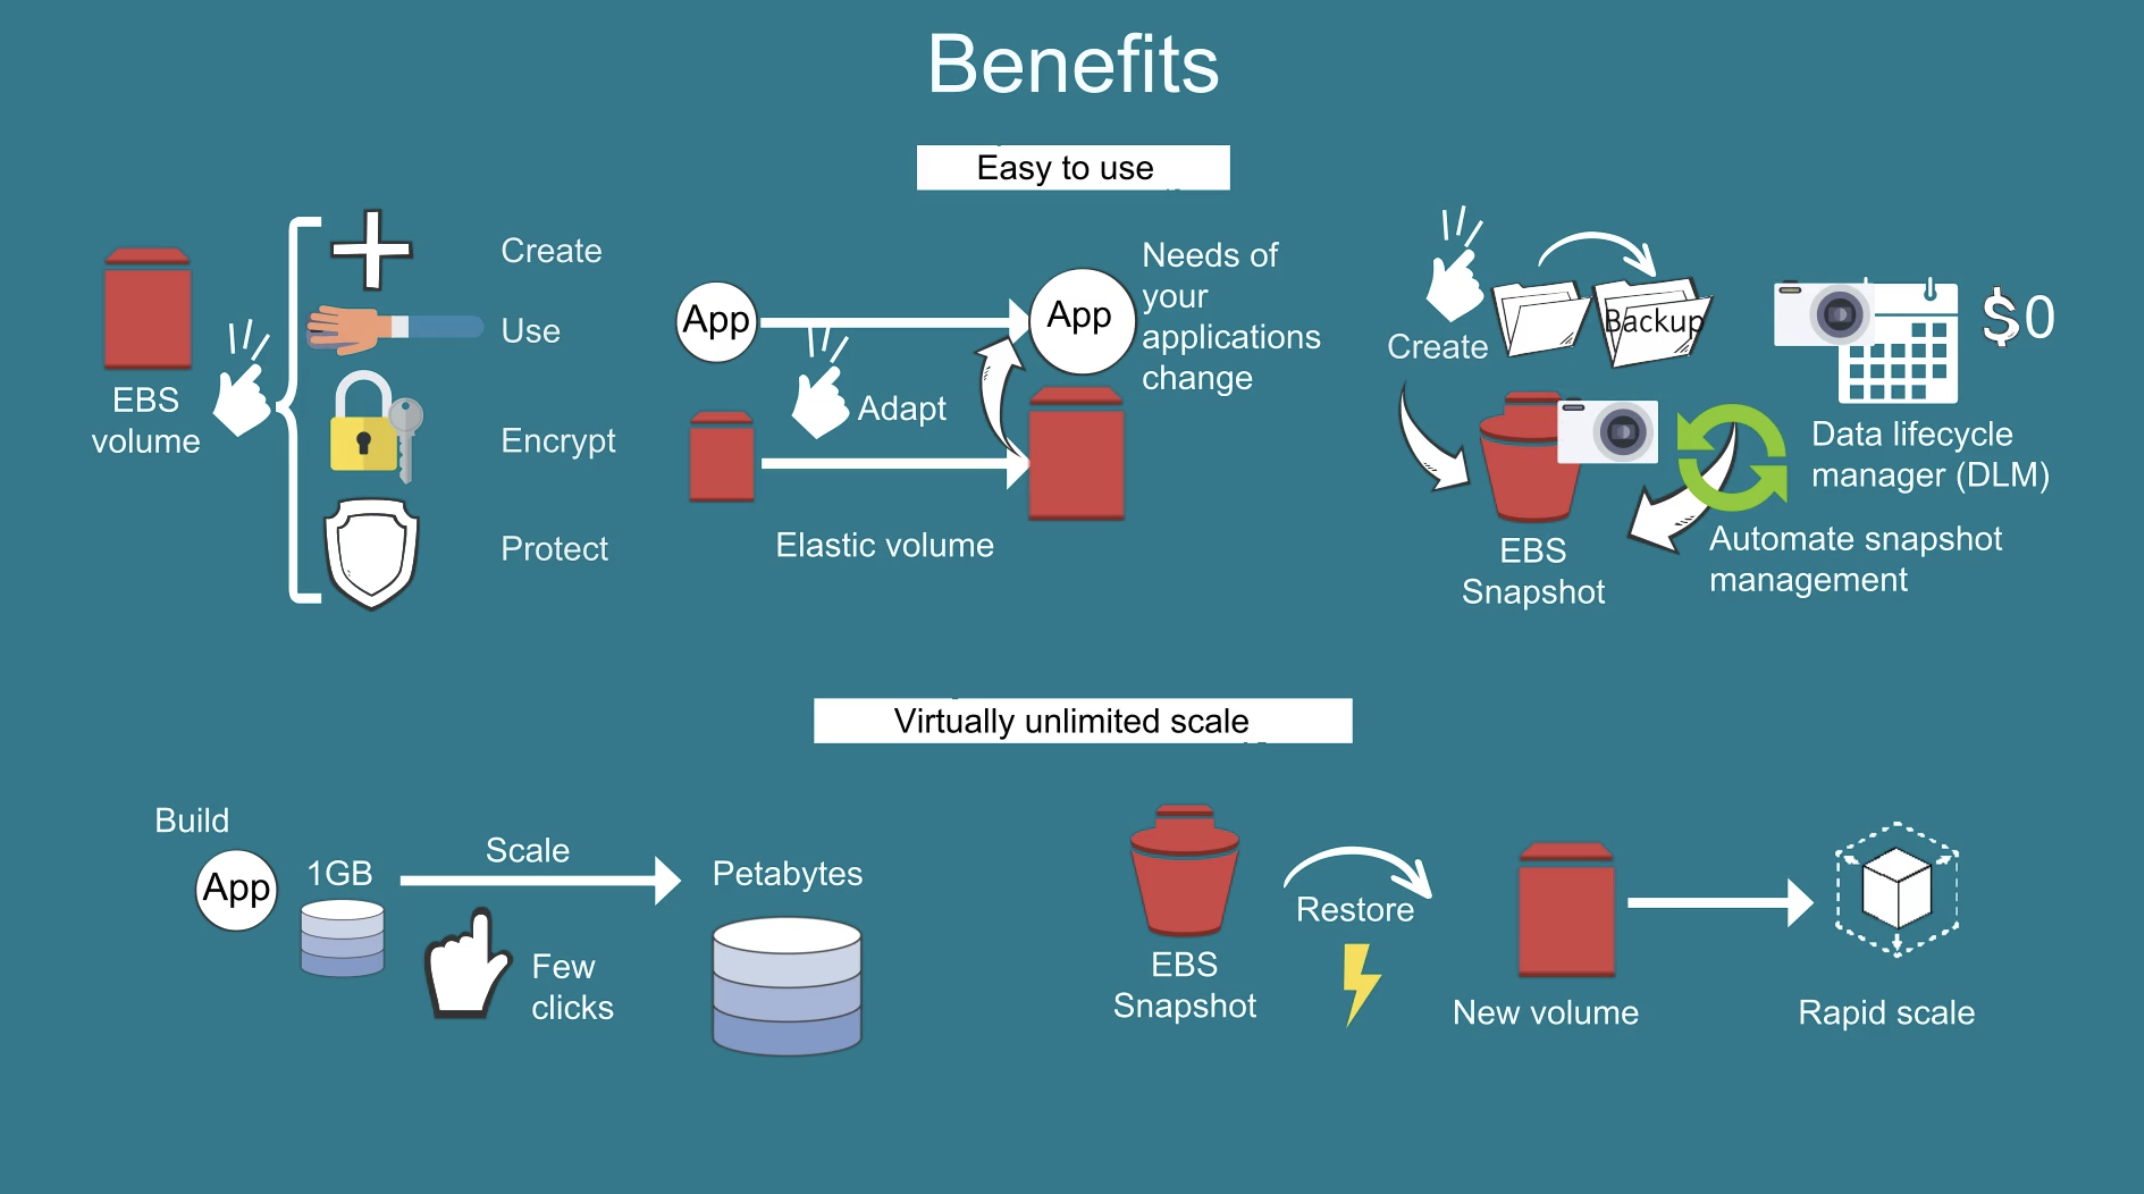 Benefits
Easy to use
Create
Use
Encrypt
Protect
EBS
volume
App
App
Needs of
your
applications
change
Adapt
Elastic volume
Create
Backup
EBS
Snapshot
$0
Data lifecycle
manager (DLM)
Automate snapshot
management
Virtually unlimited scale
Build
App
1GB
Scale
Few
clicks
Petabytes
EBS
Snapshot
Restore
New volume
Rapid scale